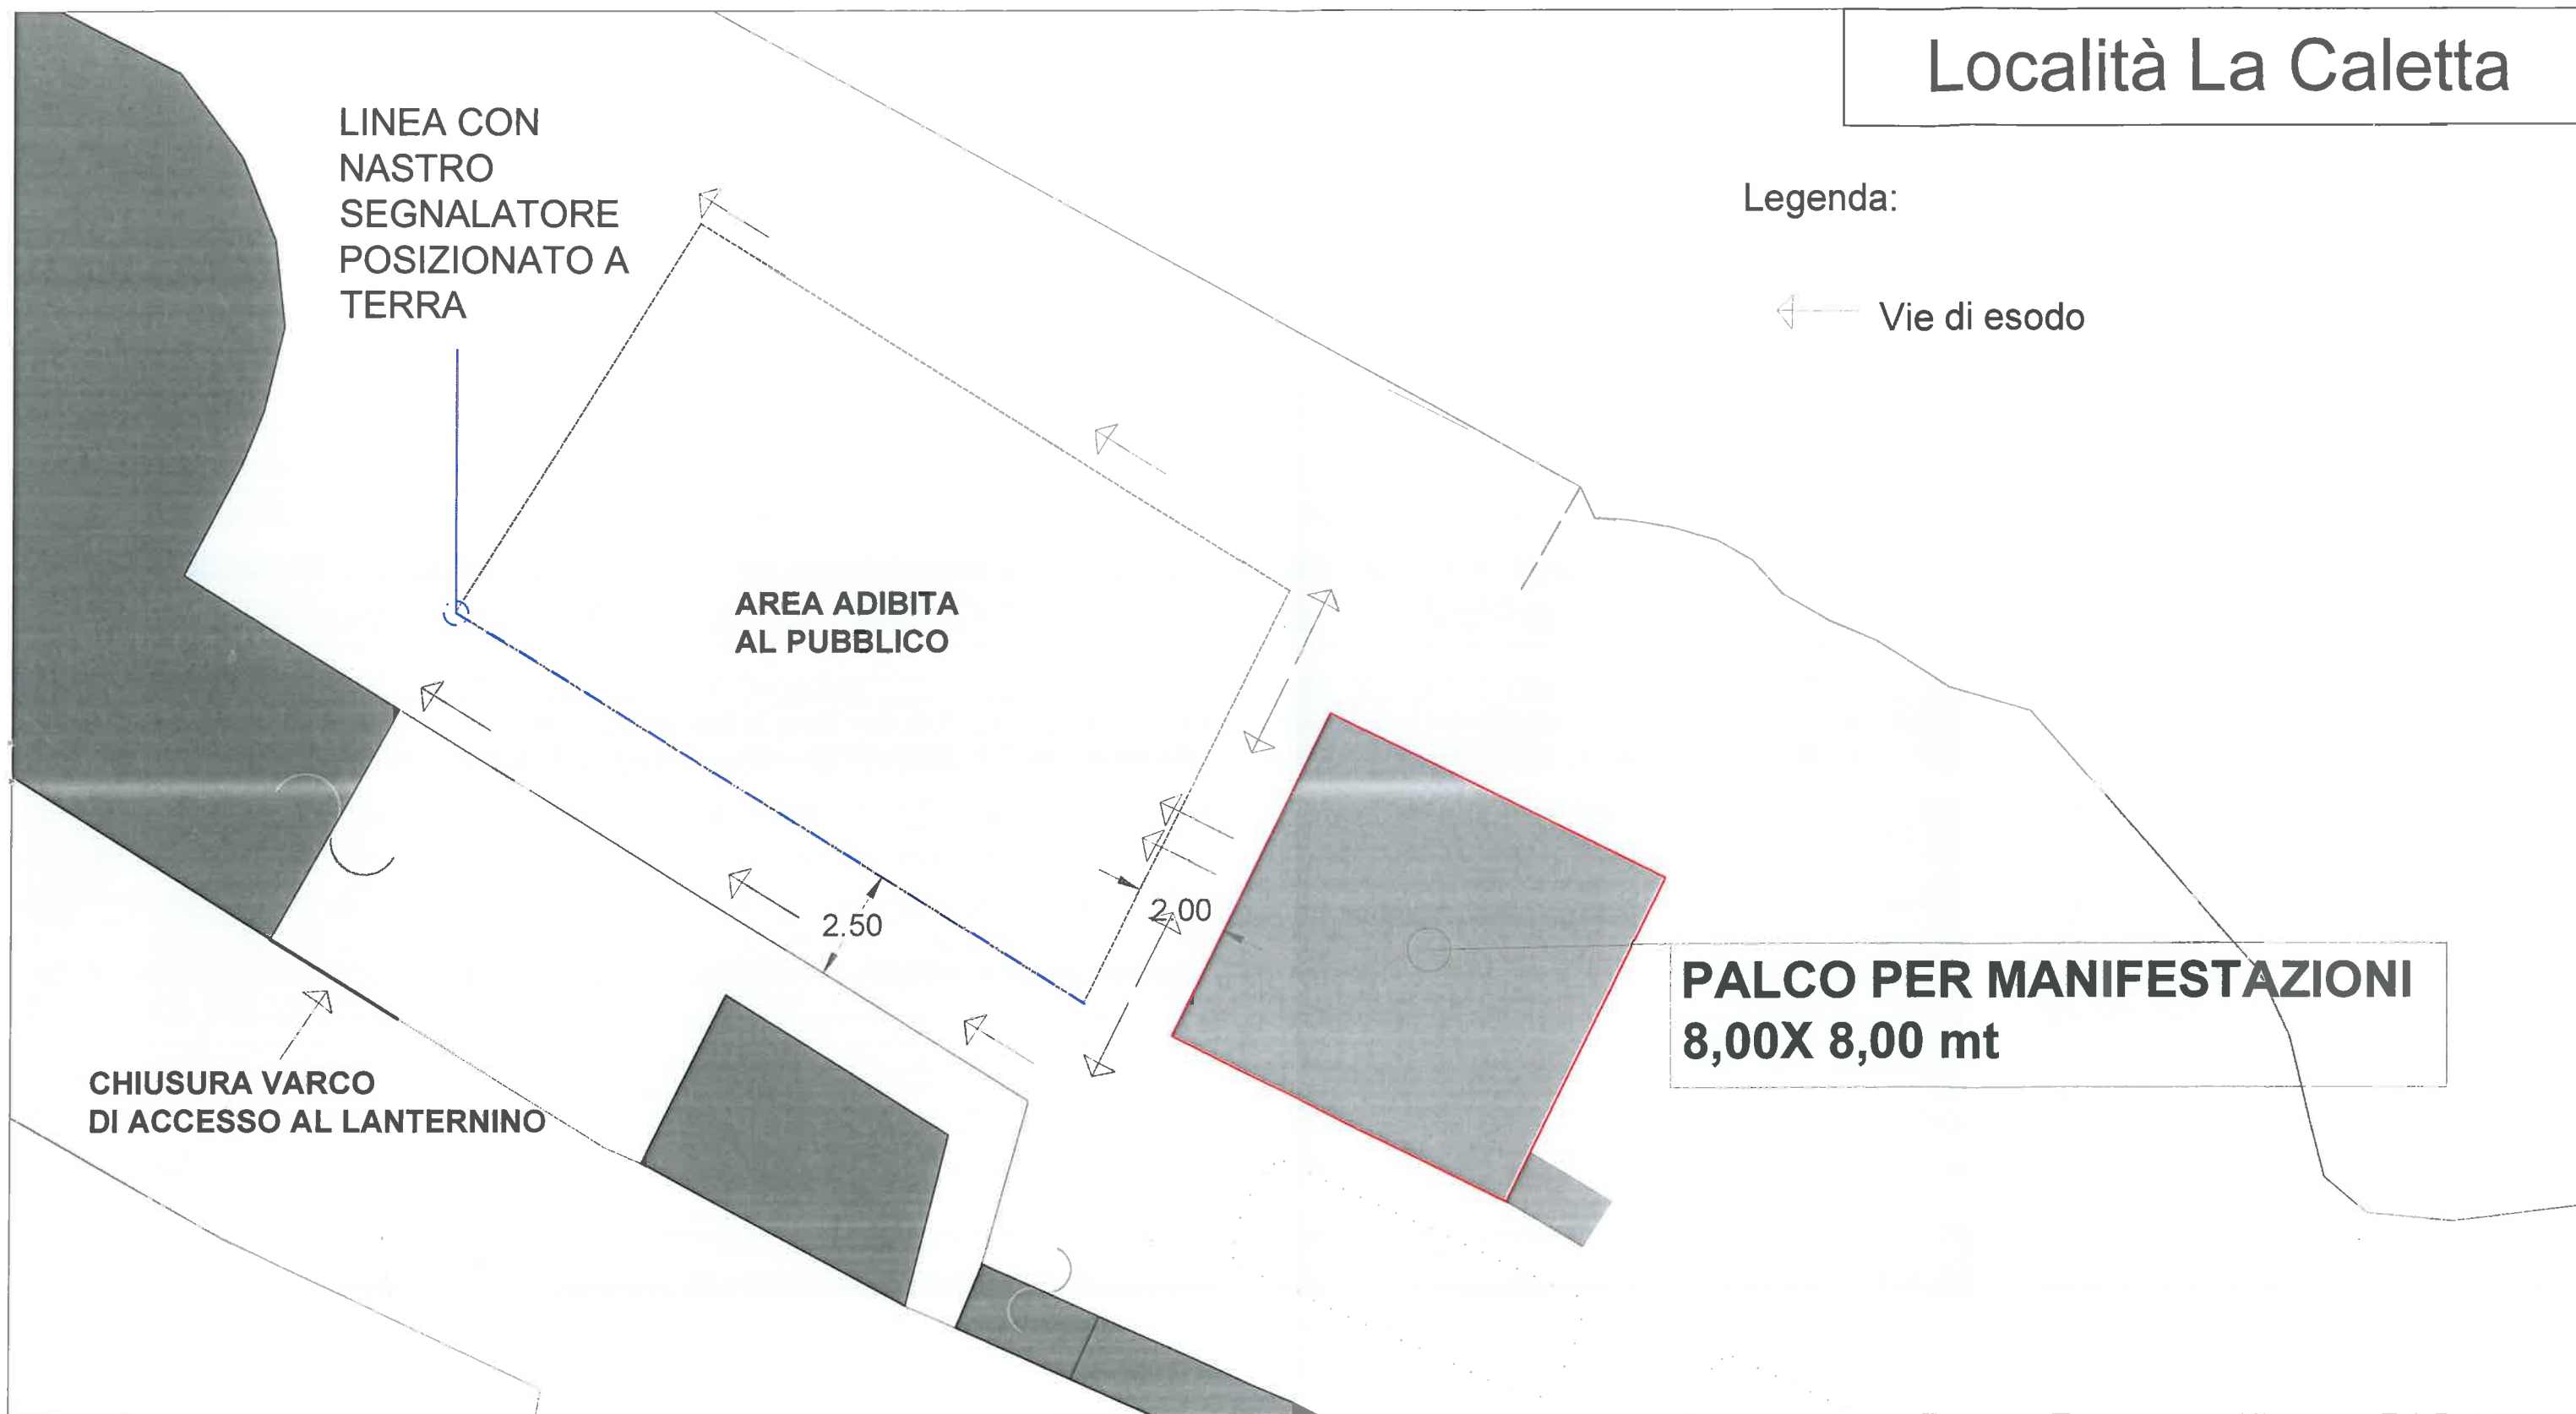 Località La Caletta
LINEA CON
NASTRO
SEGNALATORE
POSIZIONATO A
TERRA
Legenda:
Vie di esodo
AREA ADIBITA
AL PUBBLICO
2.50
2.00
PALCO PER MANIFESTAZIONI
8,00X 8,00 mt
CHIUSURA VARCO
DI ACCESSO AL LANTERNINO